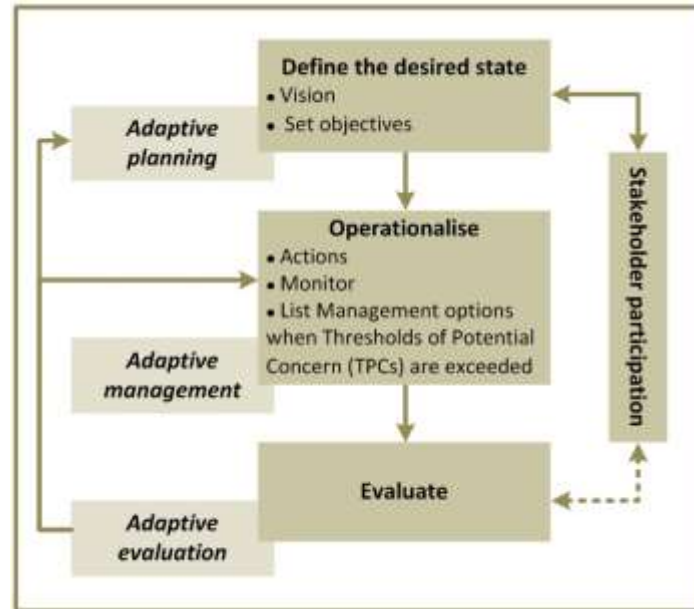 Define the desired state
• Vision
• Set objectives
Adaptive
planning
Operationalise
• Actions
• Monitor
• List Management options
when Thresholds of Potential
Concern (TPCs) are exceeded
Adaptive
management
Evaluate
Adaptive
evaluation
Stakeholder participation